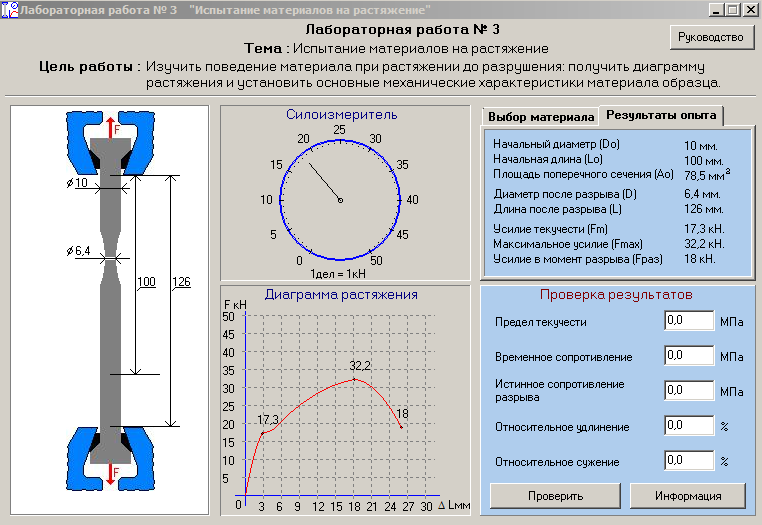 Лабораторная работа № 3    "Испытание материалов на растяжение"
Лабораторная работа № 3
Руководство
Тема : Испытание материалов на растяжение
Цель работы : Изучить поведение материала при растяжении до разрушения: получить диаграмму
растяжения и установить основные механические характеристики материала образца.
F
ϕ10
ϕ6,4
100
126
F
Силоизмеритель
0
5
10
15
20
25
30
35
40
45
50
0
1дел = 1кН
Диаграмма растяжения
F кН
50
45
40
35
30
25
20
15
10
5
0
17,3
32,2
18
3 6 9 12 15 18 21 24 27 30 Δ Lмм
Выбор материала
Результаты опыта
Начальный диаметр (Do) 10 мм.
Начальная длина (Lo) 100 мм.
Площадь поперечного сечения (Ao) 78,5 мм²
Диаметр после разрыва (D) 6,4 мм.
Длина после разрыва (L) 126 мм.
Усилие текучести (Fm) 17,3 кН.
Максимальное усилие (Fmax) 32,2 кН.
Усилие в момент разрыва (Fраз) 18 кН.
Проверка результатов
Предел текучести 0,0 МПа
Временное сопротивление 0,0 МПа
Истинное сопротивление
разрыва 0,0 МПа
Относительное удлинение 0,0 %
Относительное сужение 0,0 %
Проверить
Информация